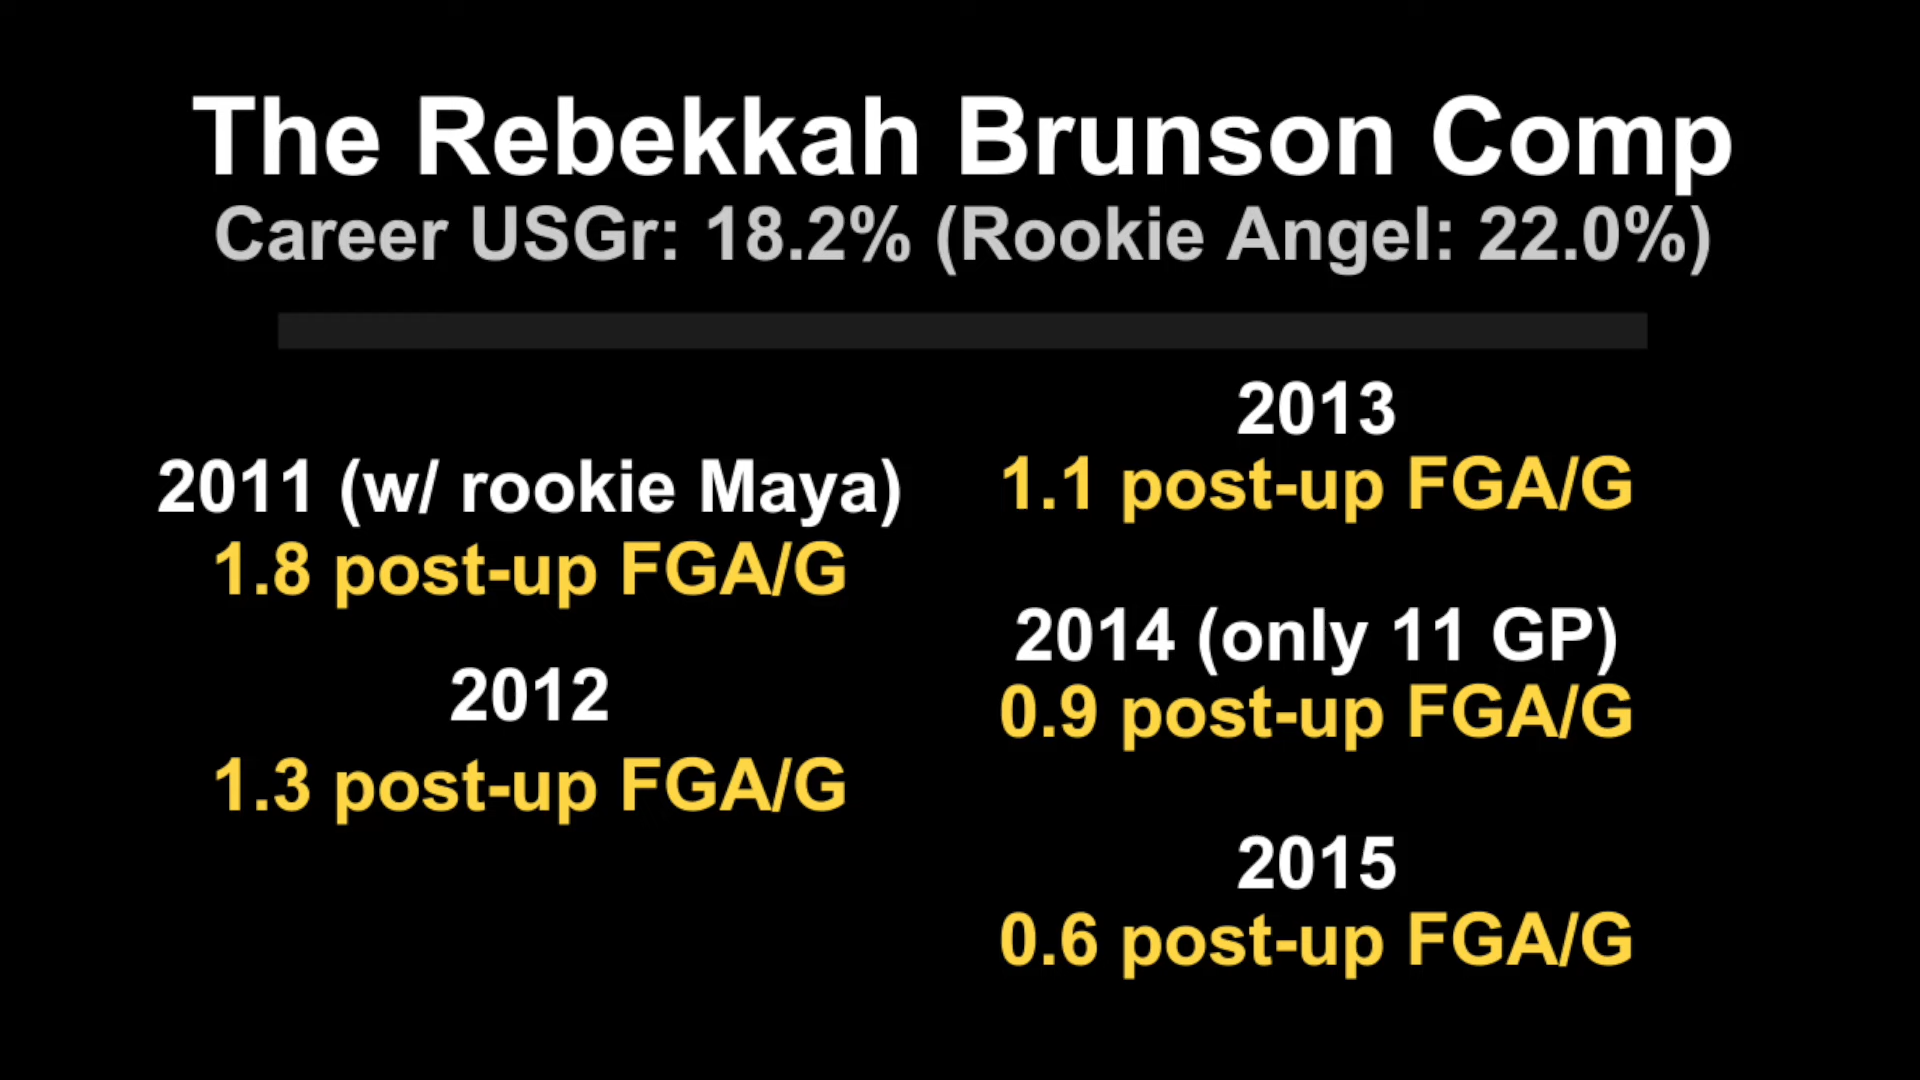 The Rebekkah Brunson Comp
Career USGr: 18.2% (Rookie Angel: 22.0%)
2011 (w/ rookie Maya)
1.8 post-up FGA/G
2012
1.3 post-up FGA/G
2013
1.1 post-up FGA/G
2014 (only 11 GP)
0.9 post-up FGA/G
2015
0.6 post-up FGA/G